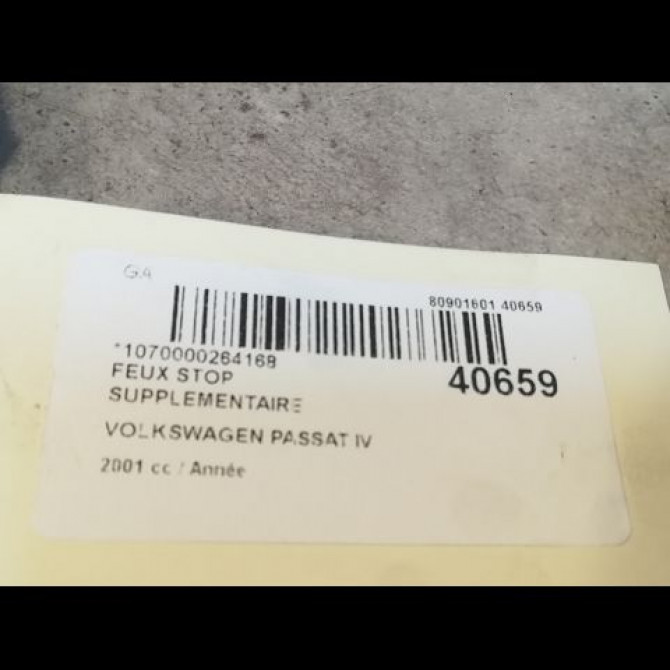 G.4
80901601 40659
*1070000264168
40659
FEUX STOP
SUPPLEMENTAIRE
VOLKSWAGEN PASSAT IV
2001 cc / Année